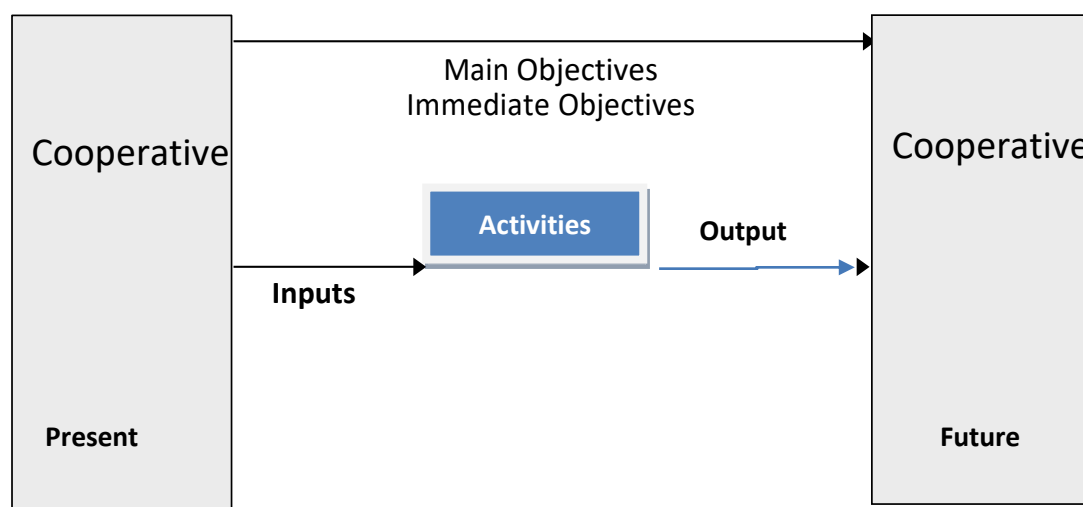 Main Objectives
Immediate Objectives
Cooperative
Cooperative
Activities
Output
Inputs
Present
Future